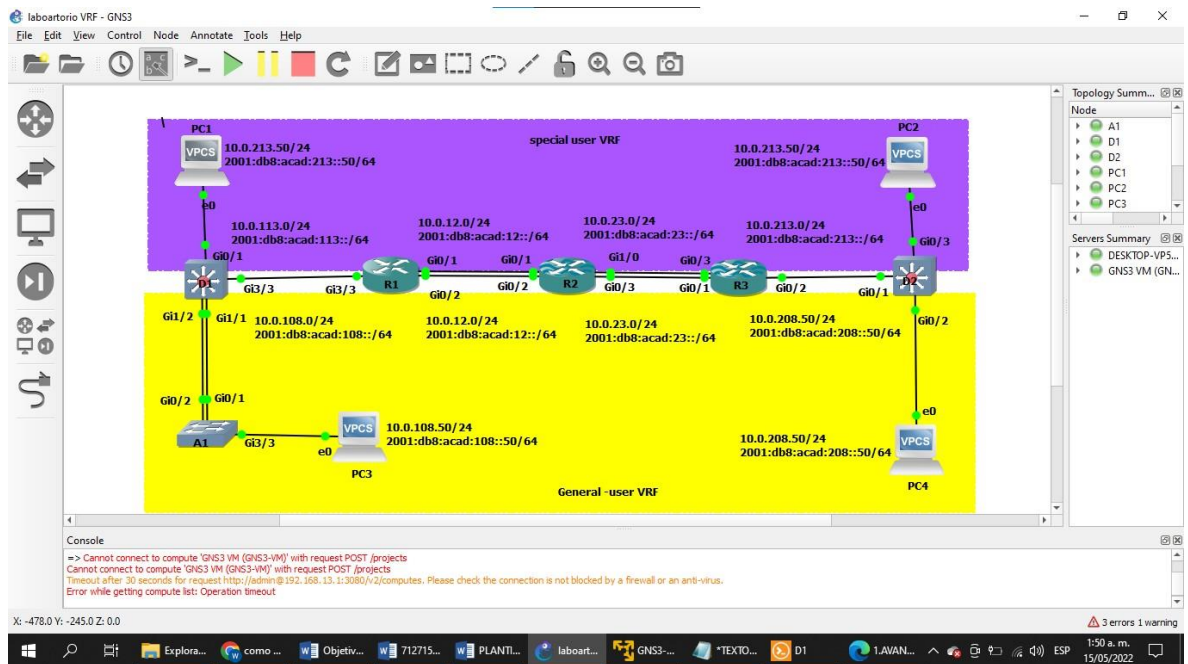 laboartorio VRF - GNS3
File Edit View Control Node Annotate Tools Help
Topology Summ...
Node
A1
D1
D2
PC1
PC2
PC3
Servers Summary
DESKTOP-VP5...
GNS3 VM (GN...
PC1
VPCS
10.0.213.50/24
2001:db8:acad:213::50/64
e0
special user VRF
PC2
VPCS
10.0.213.50/24
2001:db8:acad:213::50/64
e0
10.0.113.0/24
2001:db8:acad:113::/64
10.0.12.0/24
2001:db8:acad:12::/64
10.0.23.0/24
2001:db8:acad:23::/64
10.0.213.0/24
2001:db8:acad:213::/64
Gi0/3
Gi0/1
D1
Gi3/3
Gi3/3
R1
Gi0/1
Gi0/2
Gi0/1
Gi0/2
R2
Gi1/0
Gi0/3
Gi0/3
Gi0/1
R3
Gi0/2
Gi0/1
D2
Gi0/2
Gi1/2
Gi1/1
10.0.108.0/24
2001:db8:acad:108::/64
10.0.12.0/24
2001:db8:acad:12::/64
10.0.23.0/24
2001:db8:acad:23::/64
10.0.208.50/24
2001:db8:acad:208::50/64
Gi0/2
Gi0/1
A1
Gi3/3
e0
VPCS
10.0.108.50/24
2001:db8:acad:108::50/64
PC3
e0
10.0.208.50/24
2001:db8:acad:208::50/64
VPCS
PC4
General -user VRF
Console
=> Cannot connect to compute 'GNS3 VM (GNS3-VM)' with request POST /projects
Cannot connect to compute 'GNS3 VM (GNS3-VM)' with request POST /projects
Timeout after 30 seconds for request http://admin@192.168.13.1:3080/v2/computes. Please check the connection is not blocked by a firewall or an anti-virus.
Error while getting compute list: Operation timeout
X: -478.0 Y: -245.0 Z: 0.0
3 errors 1 warning
Explora...
como ...
Objetiv...
712715...
PLANTI...
laboart...
GNS3-...
*TEXTO...
D1
1.AVAN...
ESP
1:50 a. m.
15/05/2022